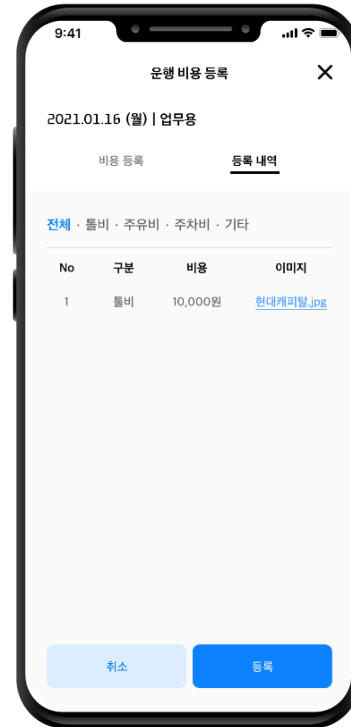 9:41
운행 비용 등록
2021.01.16 (월) | 업무용
비용 등록 등록 내역
전체 · 톨비 · 주유비 · 주차비 · 기타
No 구분 비용 이미지
1 톨비 10,000원 현대캐피탈.jpg
취소 등록